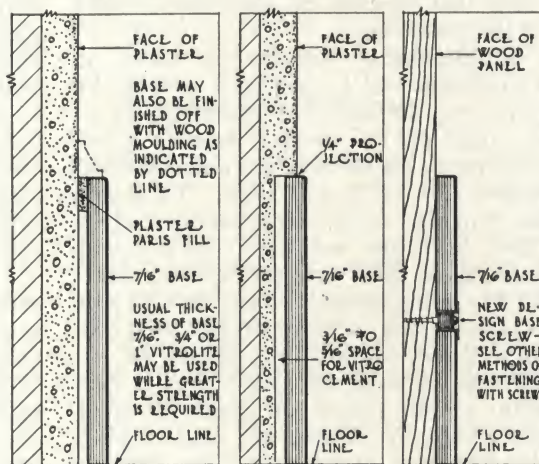 FACE OF
PLASTER
BASE MAY
ALSO BE FIN-
ISHED OFF
WITH WOOD
MOULDING AS
INDICATED
BY DOTTED
LINE
PLASTER
PARIS FILL
7/16" BASE
USUAL THICK-
NESS OF BASE
7/16". 3/4" OR
1" VITROLITE
MAY BE USED
WHERE GREAT-
ER STRENGTH
IS REQUIRED
FLOOR LINE
FACE OF
PLASTER
1/4" PRO-
JECTION
7/16" BASE
3/16" TO
5/16" SPACE
FOR VITRO
CEMENT
FLOOR
LINE
FACE OF
WOOD
PANEL
7/16" BASE
NEW DE-
SIGN BASE
SCREW-
SEE OTHER
METHODS OF
FASTENING
WITH SCREW
FLOOR
LINE